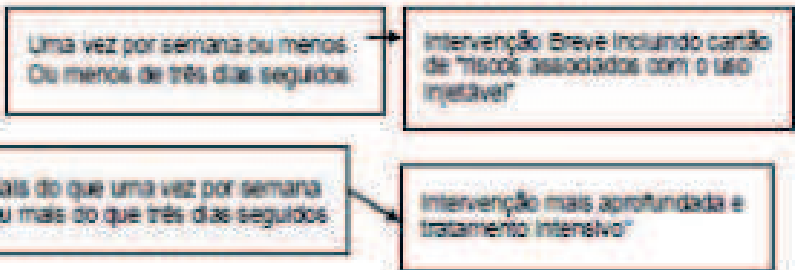 Uma vez por semana ou menos
Ou menos de três dias seguidos
Intervenção Breve Incluindo cartão
de "riscos associados com o uso
Injetável"
ais do que uma vez por semana
u mais do que três dias seguidos
Intervenção mais aprofundada e
tratamento intensivo"